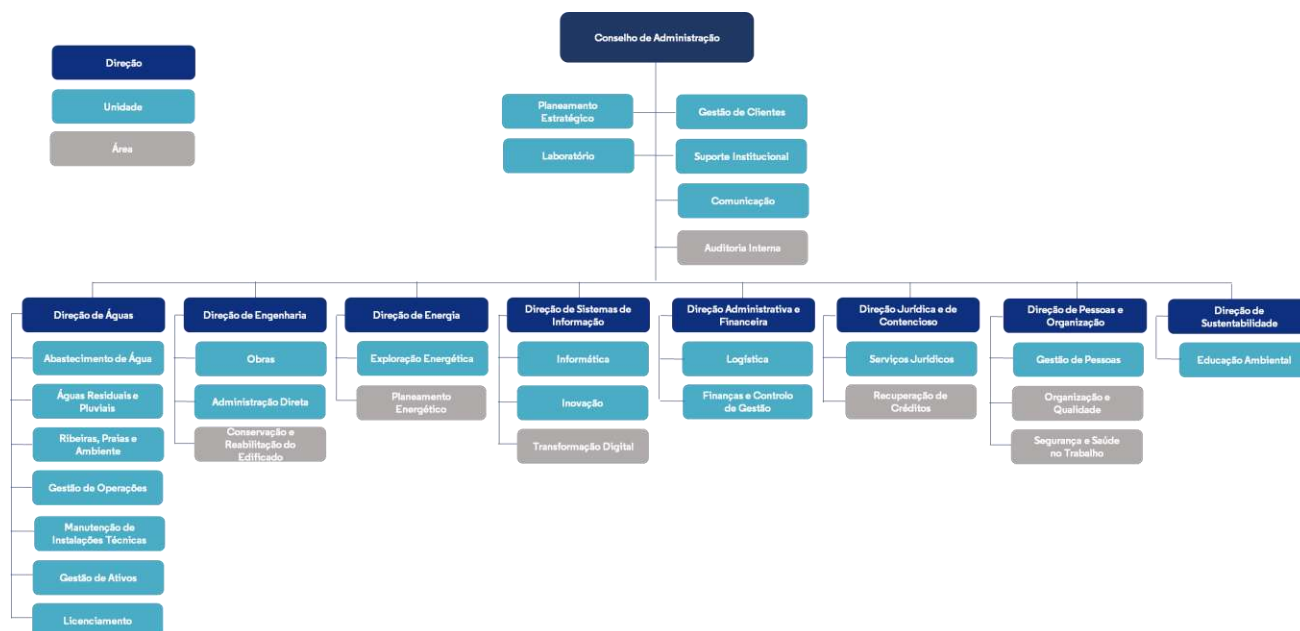 Conselho de Administração
Direção
Unidade
Área
Planeamento
Estratégico
Gestão de Clientes
Laboratório
Suporte Institucional
Comunicação
Auditoria Interna
Direção de Águas
Abastecimento de Água
Águas Residuais e
Pluviais
Ribeiras, Praias e
Ambiente
Gestão de Operações
Manutenção de
Instalações Técnicas
Gestão de Ativos
Licenciamento
Direção de Engenharia
Obras
Administração Direta
Conservação e
Reabilitação do
Edificado
Direção de Energia
Exploração Energética
Planeamento
Energético
Direção de Sistemas de
Informação
Informática
Inovação
Transformação Digital
Direção Administrativa e
Financeira
Logística
Finanças e Controlo
de Gestão
Direção Jurídica e de
Contencioso
Serviços Jurídicos
Recuperação de
Créditos
Direção de Pessoas e
Organização
Gestão de Pessoas
Organização e
Qualidade
Segurança e Saúde
no Trabalho
Direção de
Sustentabilidade
Educação Ambiental